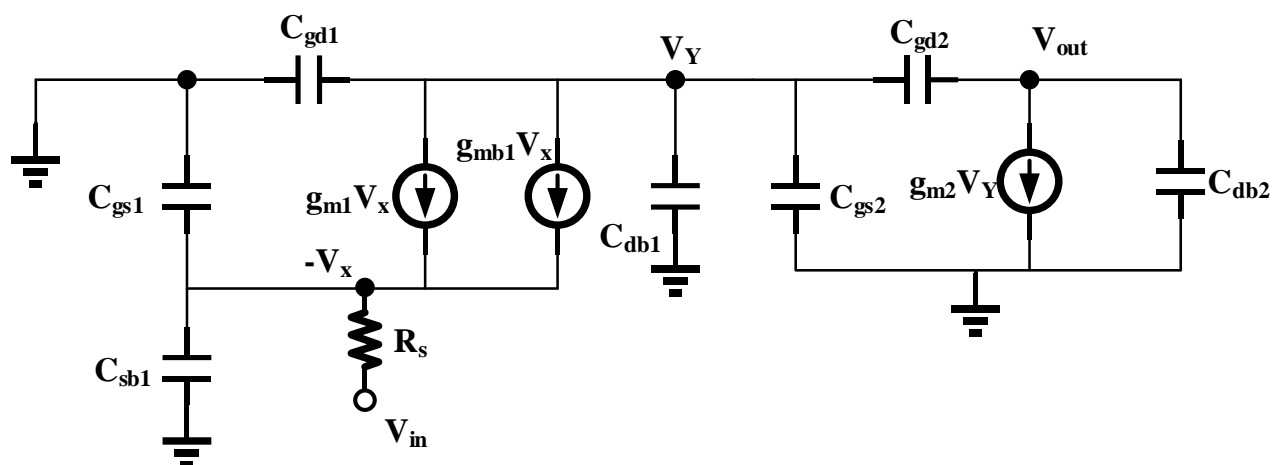 C_gd1
V_Y
C_gd2
V_out
g_mb1V_x
C_gs1
g_m1V_x
C_db1
C_gs2
g_m2V_Y
C_db2
-V_x
R_s
C_sb1
V_in